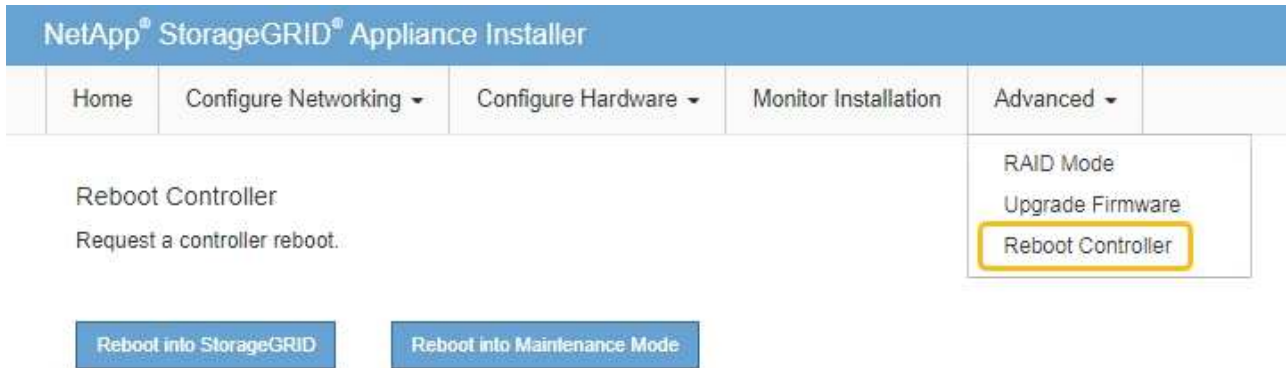 NetApp® StorageGRID® Appliance Installer
Home Configure Networking Configure Hardware Monitor Installation Advanced
RAID Mode
Upgrade Firmware
Reboot Controller
Reboot Controller
Request a controller reboot.
Reboot into StorageGRID Reboot into Maintenance Mode